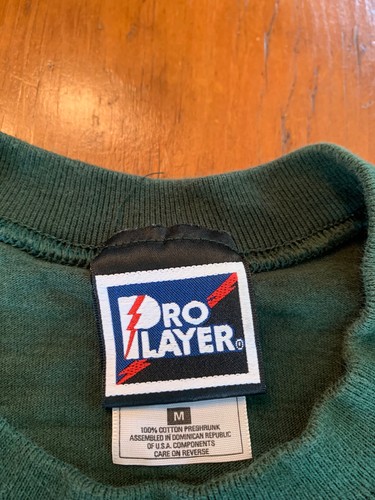 PRO
PLAYER®
M
100% COTTON PRESHRUNK
ASSEMBLED IN DOMINICAN REPUBLIC
OF U.S.A. COMPONENTS
CARE ON REVERSE